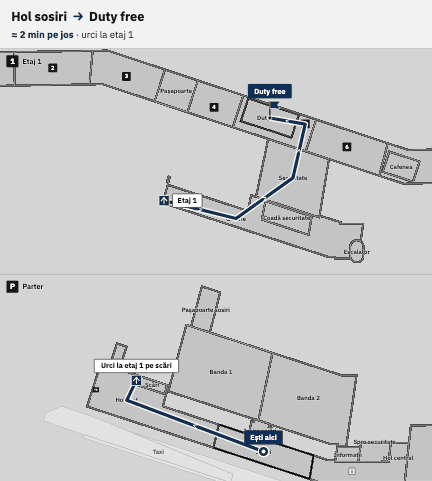 Hol sosiri → Duty free
≈ 2 min pe jos · urci la etaj 1
1 Etaj 1
2
3
Pașapoarte
4
Duty free
6
Cafenea
Etaj 1
Coadă securitate
Escalator
P Parter
Pașapoarte sosiri
Urci la etaj 1 pe scări
Scări
Banda 1
Banda 2
Ești aici
Taxi
Informații
Spre securitate
Hol central